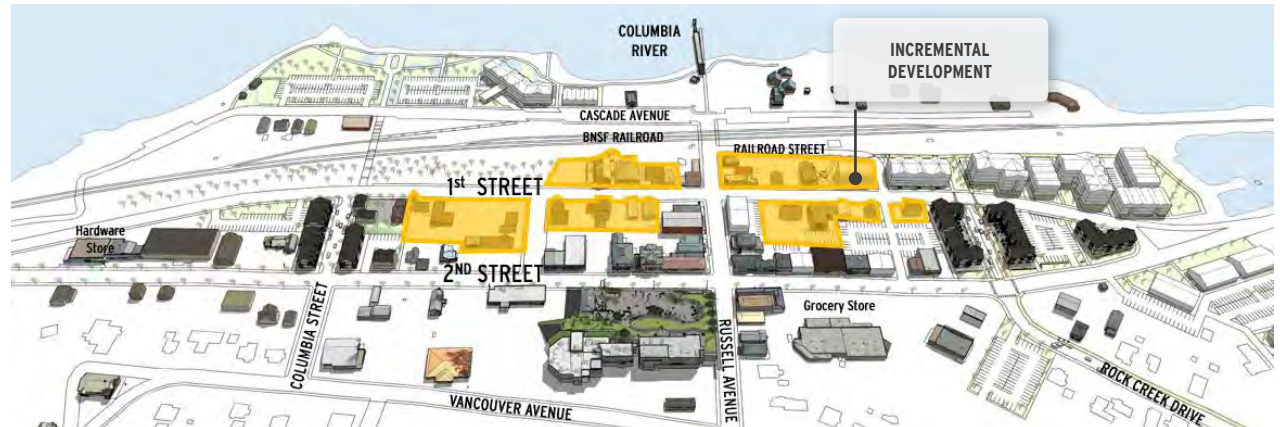 COLUMBIA
RIVER
INCREMENTAL
DEVELOPMENT
CASCADE AVENUE
BNSF RAILROAD
RAILROAD STREET
1st STREET
Hardware
Store
2ND STREET
COLUMBIA STREET
Grocery Store
RUSSELL AVENUE
ROCK CREEK DRIVE
VANCOUVER AVENUE